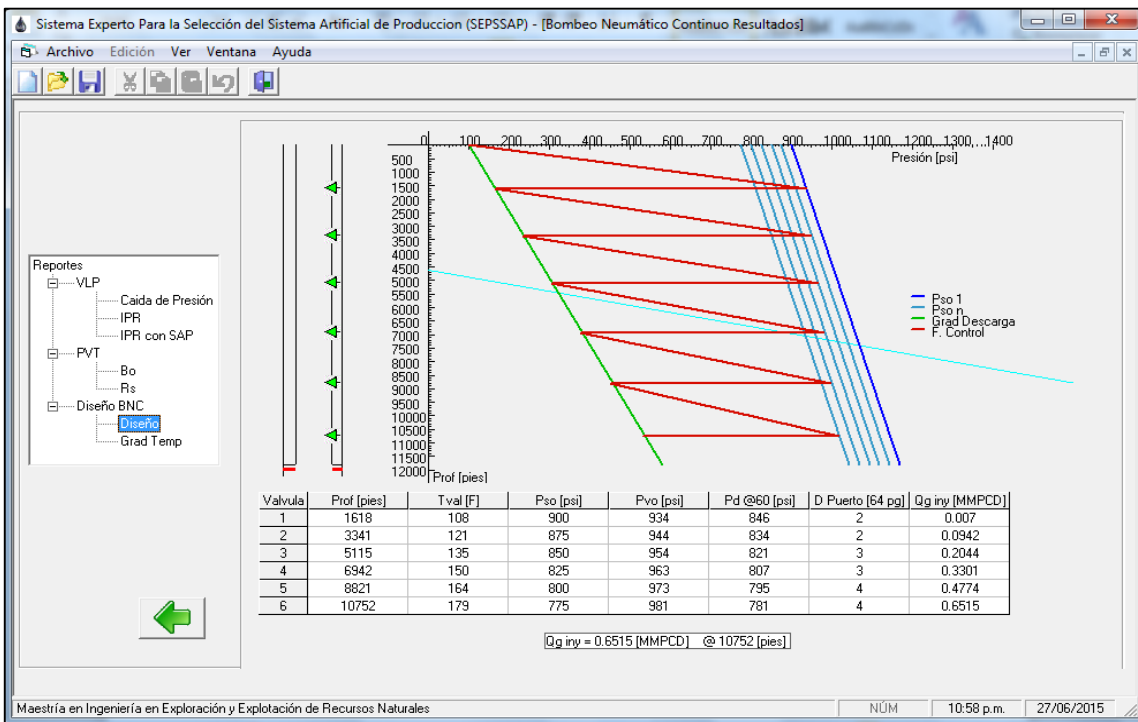 Sistema Experto Para la Selección del Sistema Artificial de Produccion (SEPSSAP) - [Bombeo Neumático Continuo Resultados]
Archivo Edición Ver Ventana Ayuda
Reportes
VLP
Caida de Presión
IPR
IPR con SAP
PVT
Bo
Rs
Diseño BNC
Diseño
Grad Temp
0 100 200 300 400 500 600 700 800 900 1000 1100 1200 1300 1400
Presión [psi]
500
1000
1500
2000
2500
3000
3500
4000
4500
5000
5500
6000
6500
7000
7500
8000
8500
9000
9500
10000
10500
11000
11500
12000
Prof [pies]
Pso 1
Pso n
Grad Descarga
F. Control
Valvula Prof [pies] Tval [F] Pso [psi] Pvo [psi] Pd @60 [psi] D Puerto [64 pg] Qg iny [MMPCD]
1 1618 108 900 934 846 2 0.007
2 3341 121 875 944 834 2 0.0942
3 5115 135 850 954 821 3 0.2044
4 6942 150 825 963 807 3 0.3301
5 8821 164 800 973 795 4 0.4774
6 10752 179 775 981 781 4 0.6515
Qg iny = 0.6515 [MMPCD] @ 10752 [pies]
Maestría en Ingeniería en Exploración y Explotación de Recursos Naturales NÚM 10:58 p.m. 27/06/2015